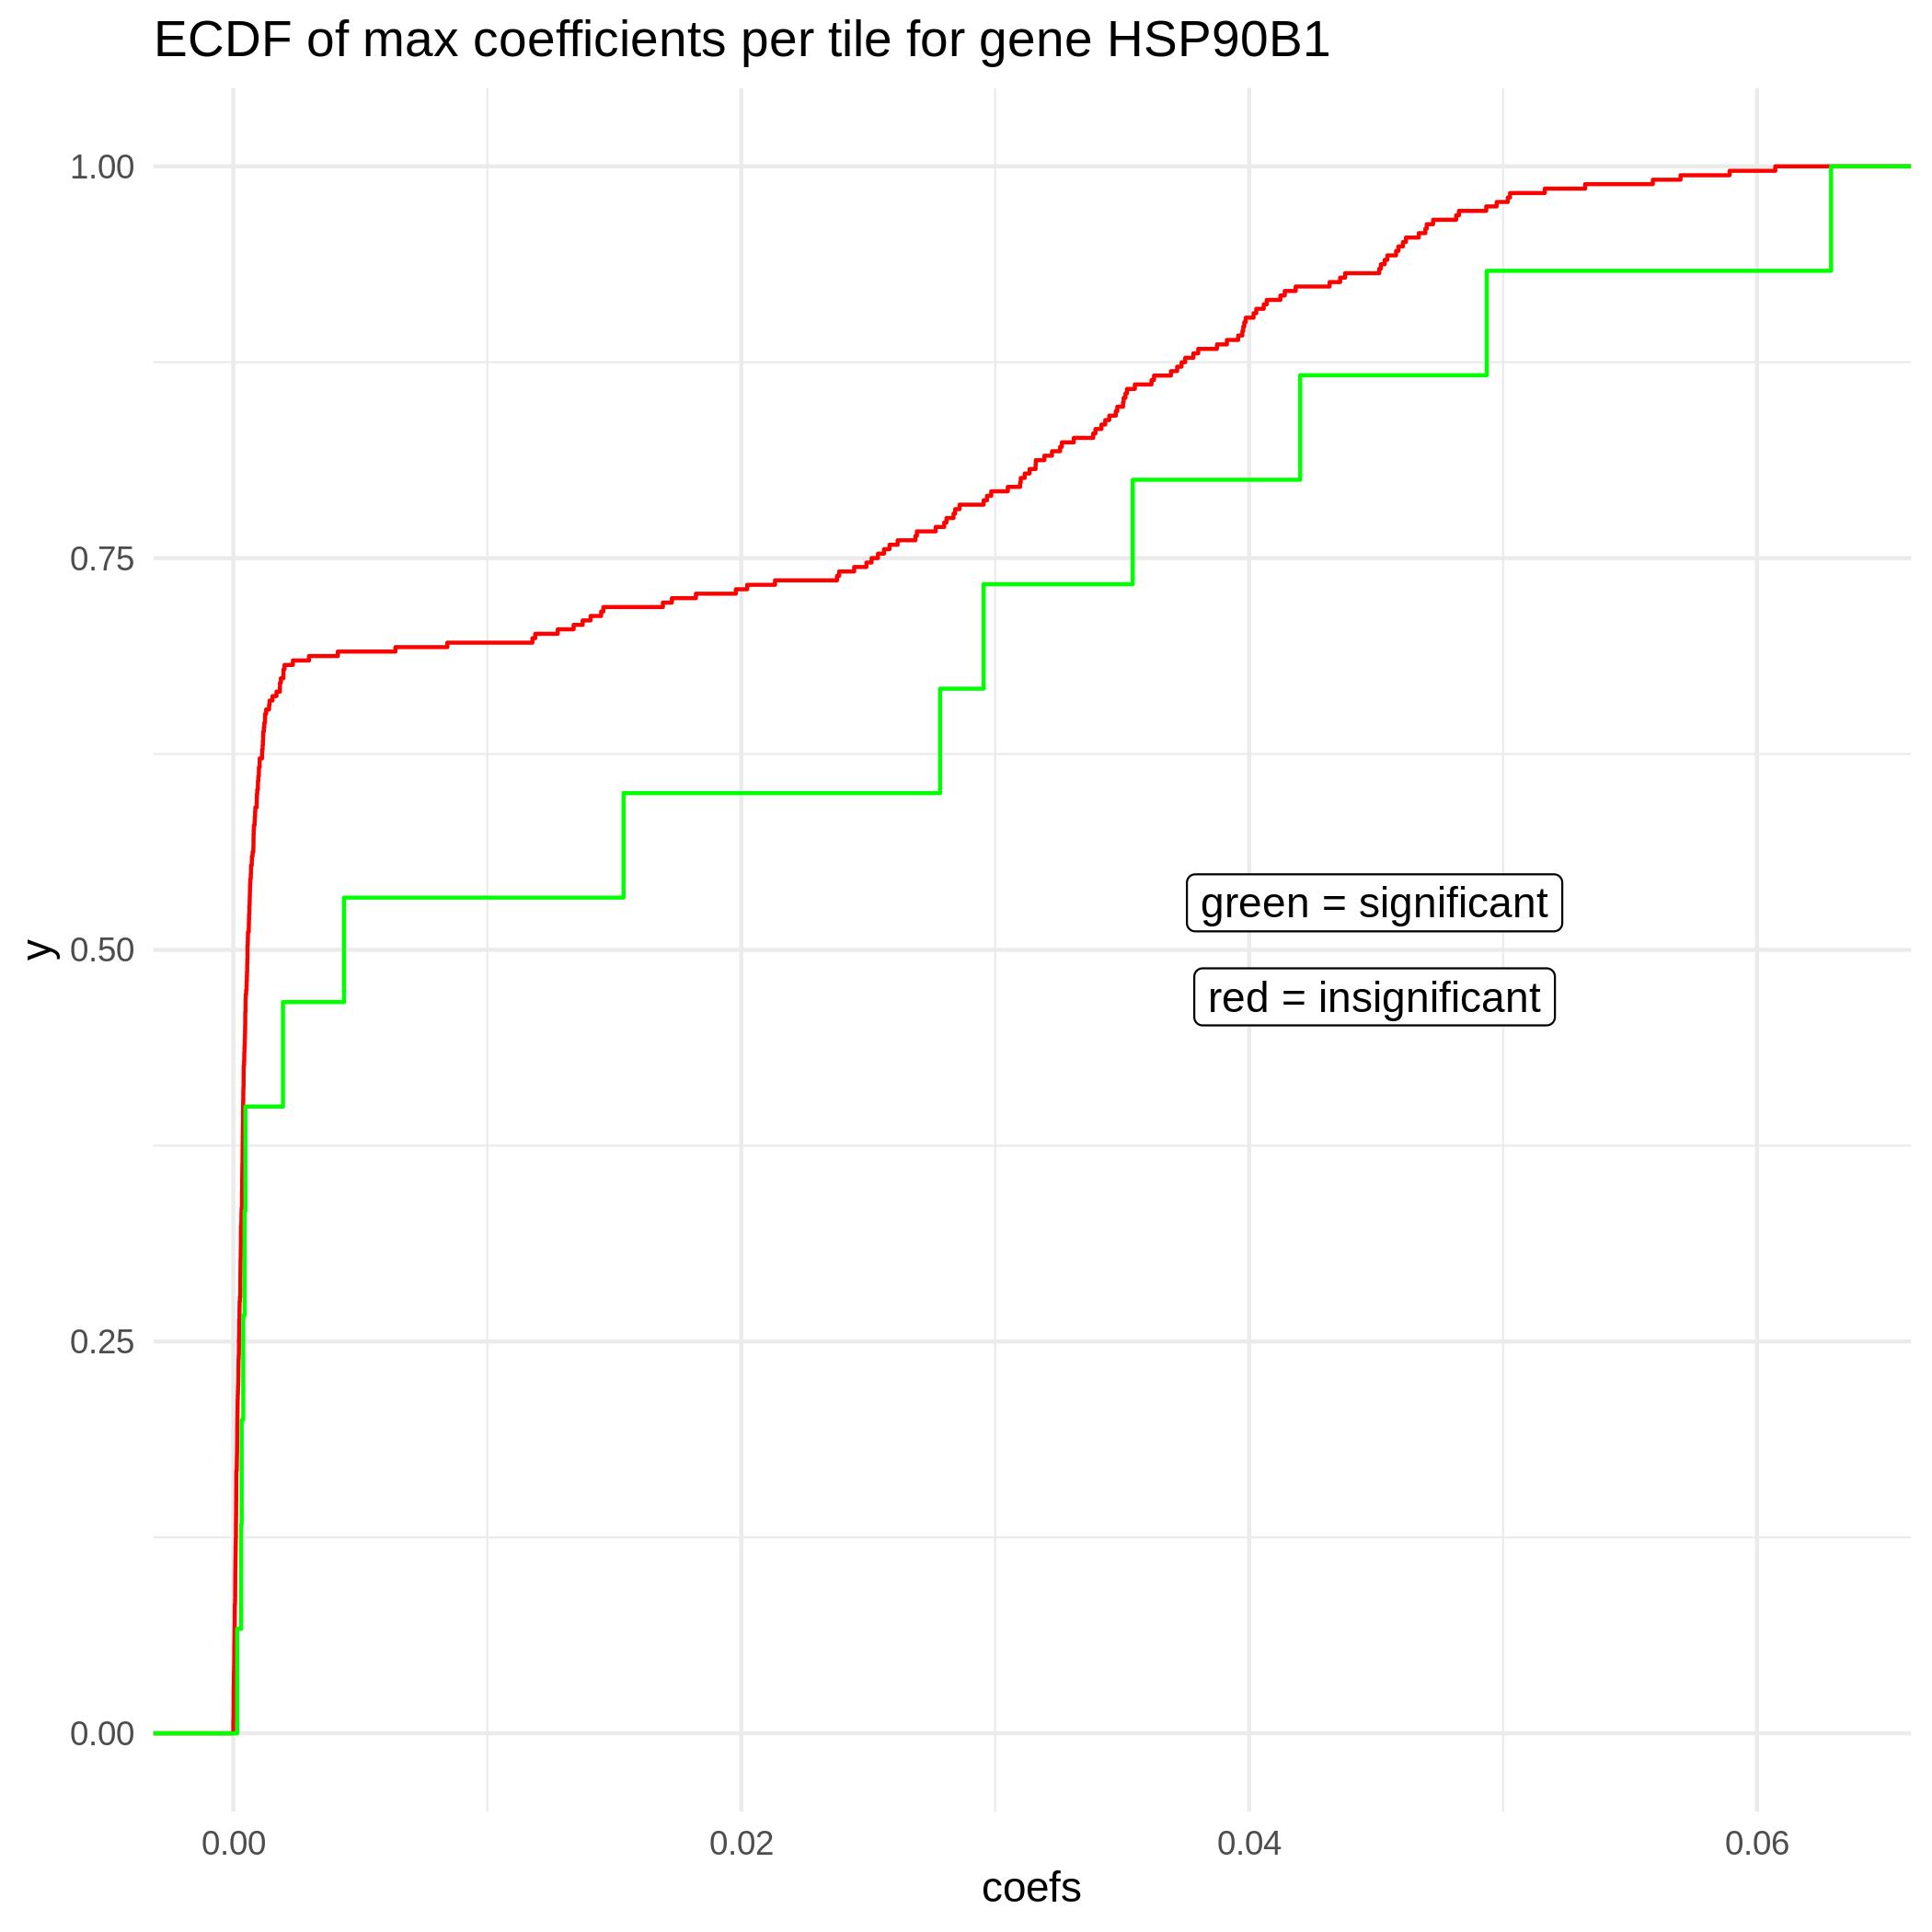 ECDF of max coefficients per tile for gene HSP90B1
1.00
0.75
0.50
0.25
0.00
y
green = significant
red = insignificant
0.00 0.02 0.04 0.06
coefs